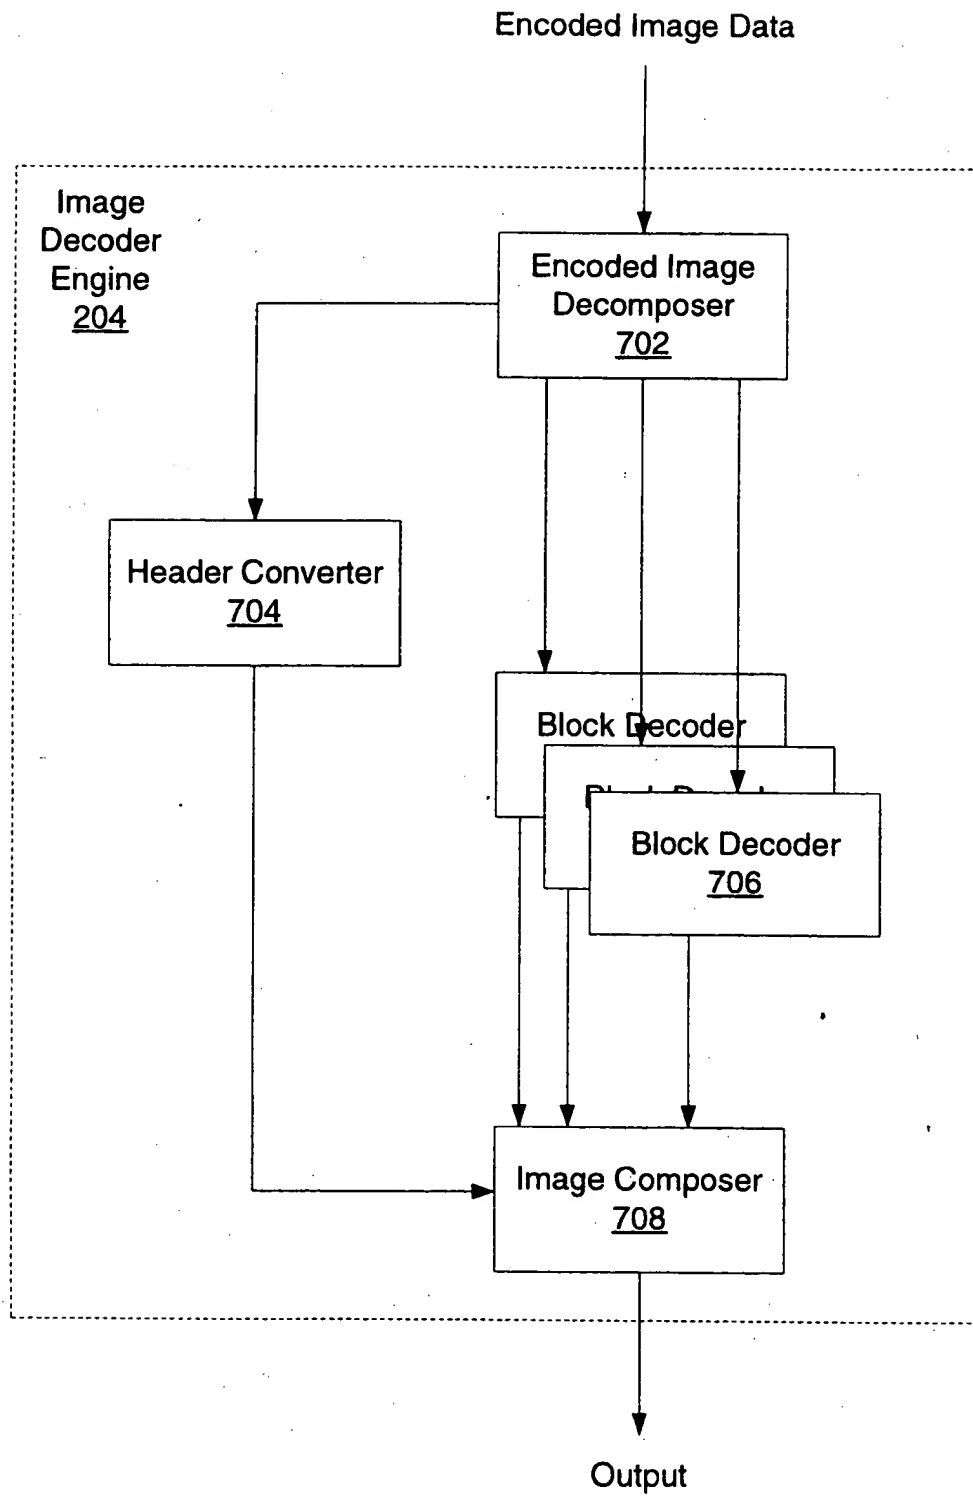 Encoded Image Data
Image
Decoder
Engine
204
Encoded Image
Decomposer
702
Header Converter
704
Block Decoder
Block Decoder
706
Image Composer
708
Output